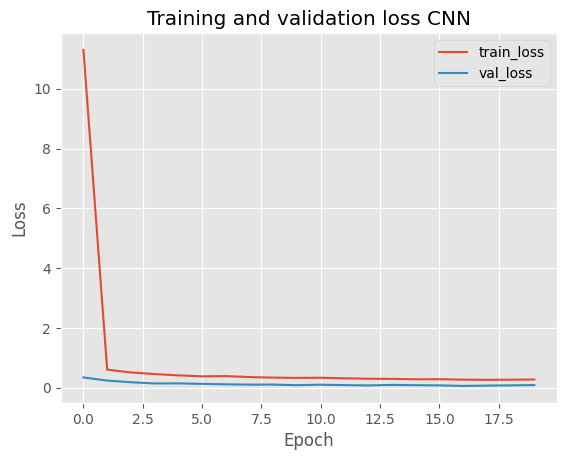 Training and validation loss CNN
train_loss
val_loss
Loss
10
8
6
4
2
0
0.0 2.5 5.0 7.5 10.0 12.5 15.0 17.5
Epoch